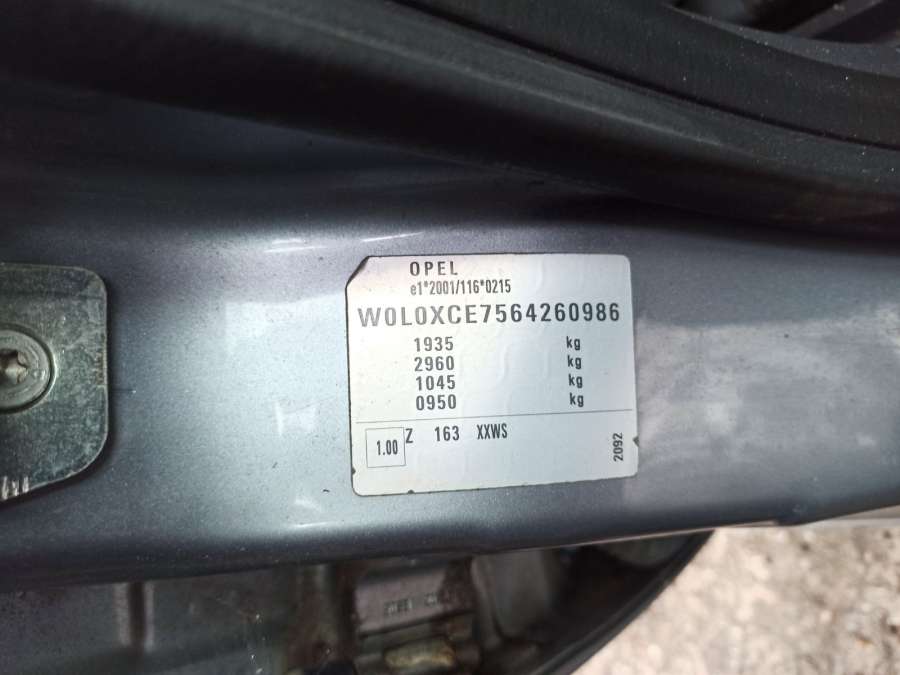 OPEL
e1*2001/116*0215
W0L0XCE7564260986
1935 kg
2960 kg
1045 kg
0950 kg
1.00 Z 163 XXWS
2092